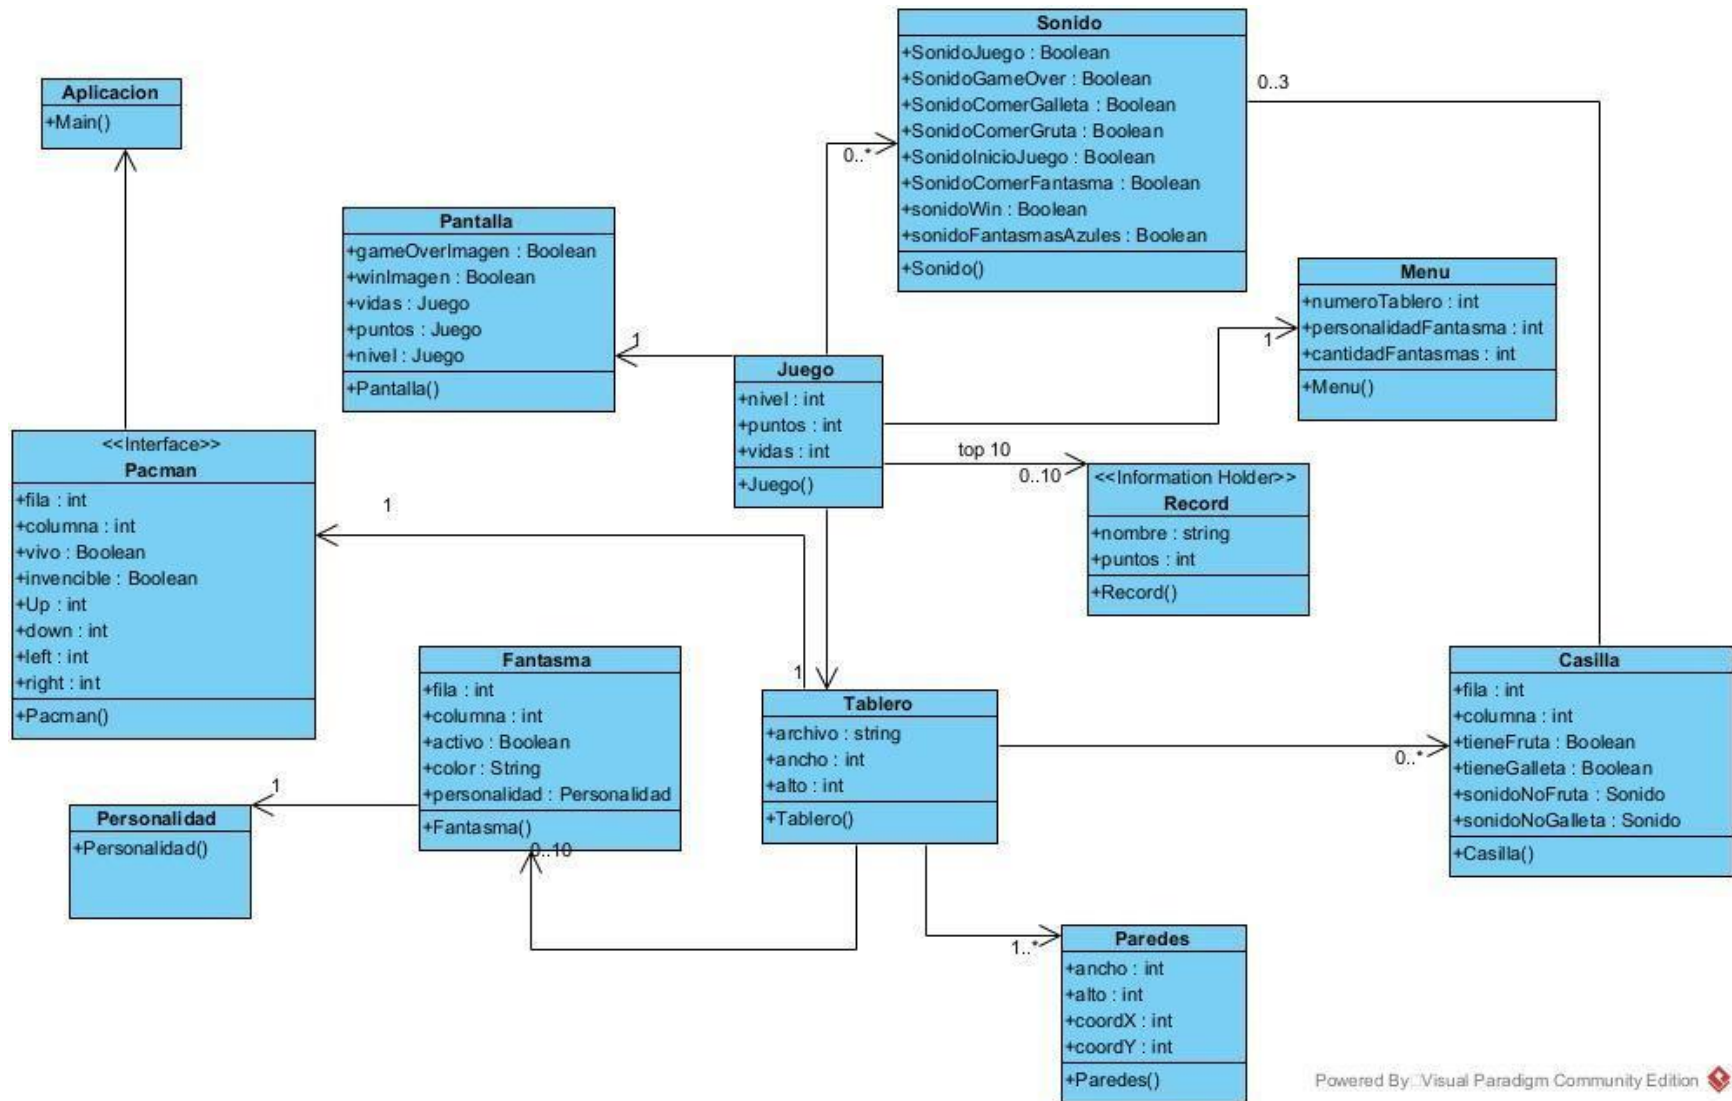 Sonido
+SonidoJuego : Boolean
+SonidoGameOver : Boolean
+SonidoComerGalleta : Boolean
+SonidoComerGruta : Boolean
+SonidoInicioJuego : Boolean
+SonidoComerFantasma : Boolean
+sonidoWin : Boolean
+sonidoFantasmasAzules : Boolean
+Sonido()
0..3
0..*
Aplicacion
+Main()
Pantalla
+gameOverImagen : Boolean
+winImagen : Boolean
+vidas : Juego
+puntos : Juego
+nivel : Juego
+Pantalla()
1
Menu
+numeroTablero : int
+personalidadFantasma : int
+cantidadFantasmas : int
+Menu()
1
Juego
+nivel : int
+puntos : int
+vidas : int
+Juego()
top 10
0..10
<<Information Holder>>
Record
+nombre : string
+puntos : int
+Record()
<<Interface>>
Pacman
+fila : int
+columna : int
+vivo : Boolean
+invencible : Boolean
+Up : int
+down : int
+left : int
+right : int
+Pacman()
1
Fantasma
+fila : int
+columna : int
+activo : Boolean
+color : String
+personalidad : Personalidad
+Fantasma()
0..10
1
Tablero
+archivo : string
+ancho : int
+alto : int
+Tablero()
Casilla
+fila : int
+columna : int
+tieneFruta : Boolean
+tieneGalleta : Boolean
+sonidoNoFruta : Sonido
+sonidoNoGalleta : Sonido
+Casilla()
0..*
1
Personalidad
+Personalidad()
1..*
Paredes
+ancho : int
+alto : int
+coordX : int
+coordY : int
+Paredes()
Powered By Visual Paradigm Community Edition